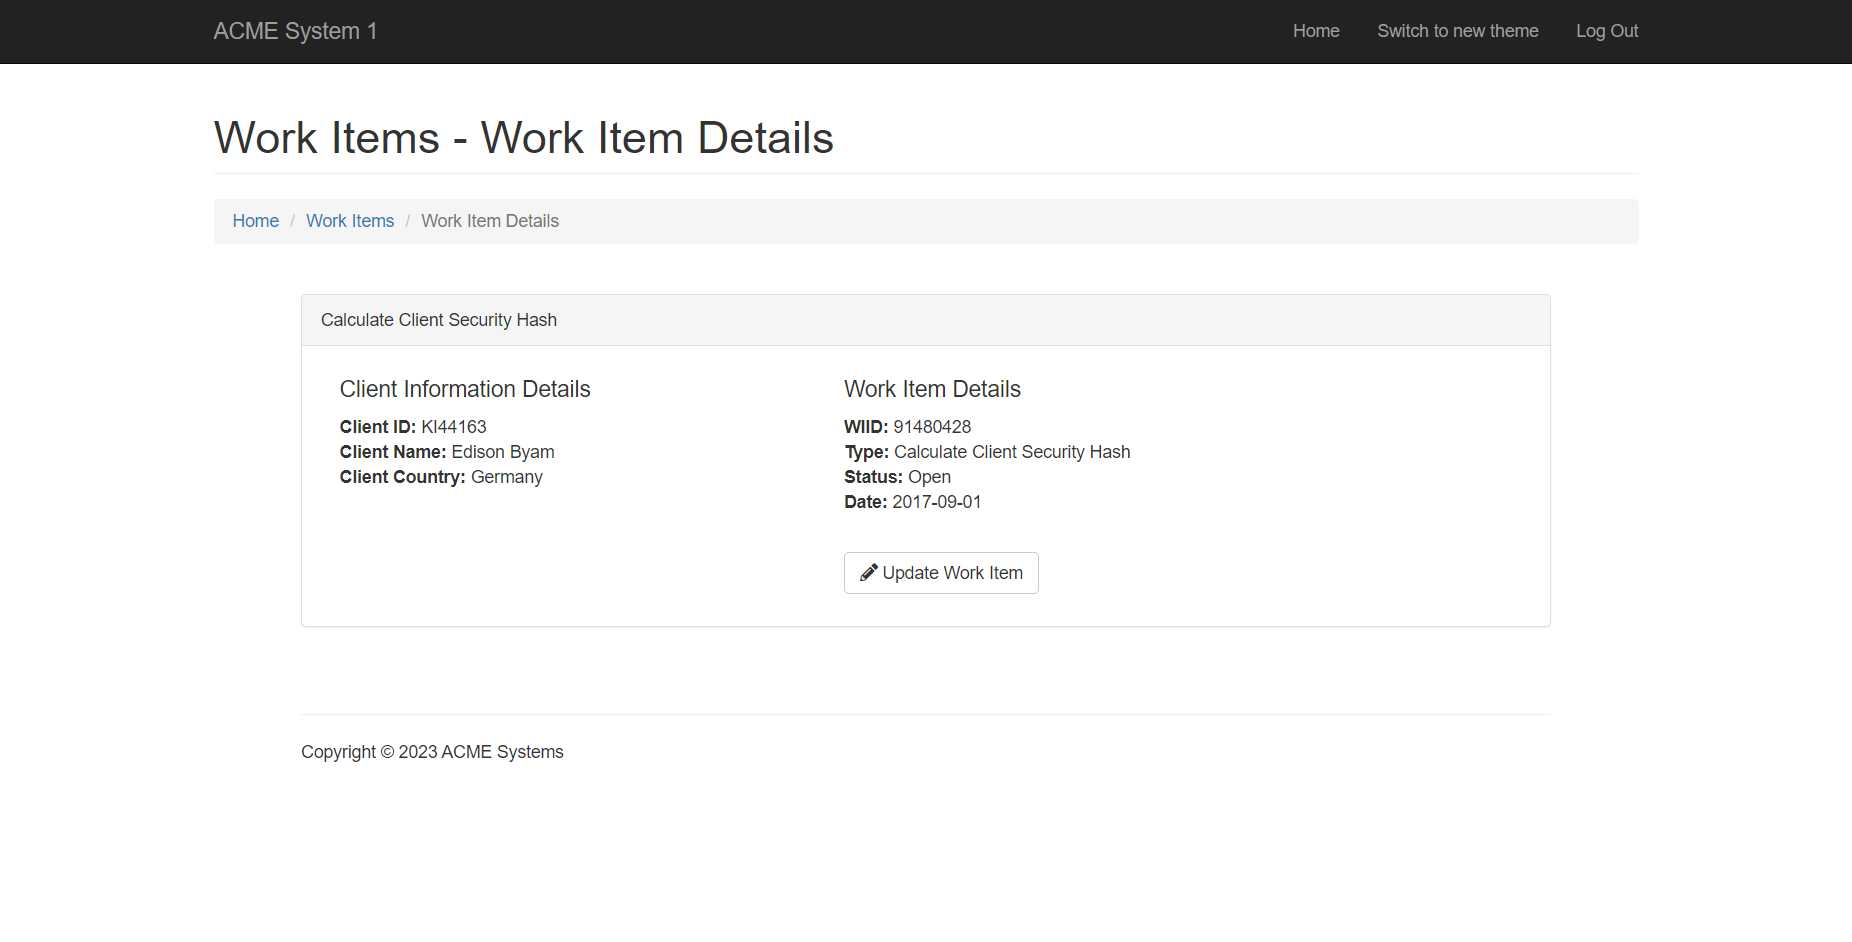 ACME System 1
Home
Switch to new theme
Log Out
Work Items - Work Item Details
Home / Work Items / Work Item Details
Calculate Client Security Hash
Client Information Details
Client ID: KI44163
Client Name: Edison Byam
Client Country: Germany
Work Item Details
WIID: 91480428
Type: Calculate Client Security Hash
Status: Open
Date: 2017-09-01
Update Work Item
Copyright © 2023 ACME Systems